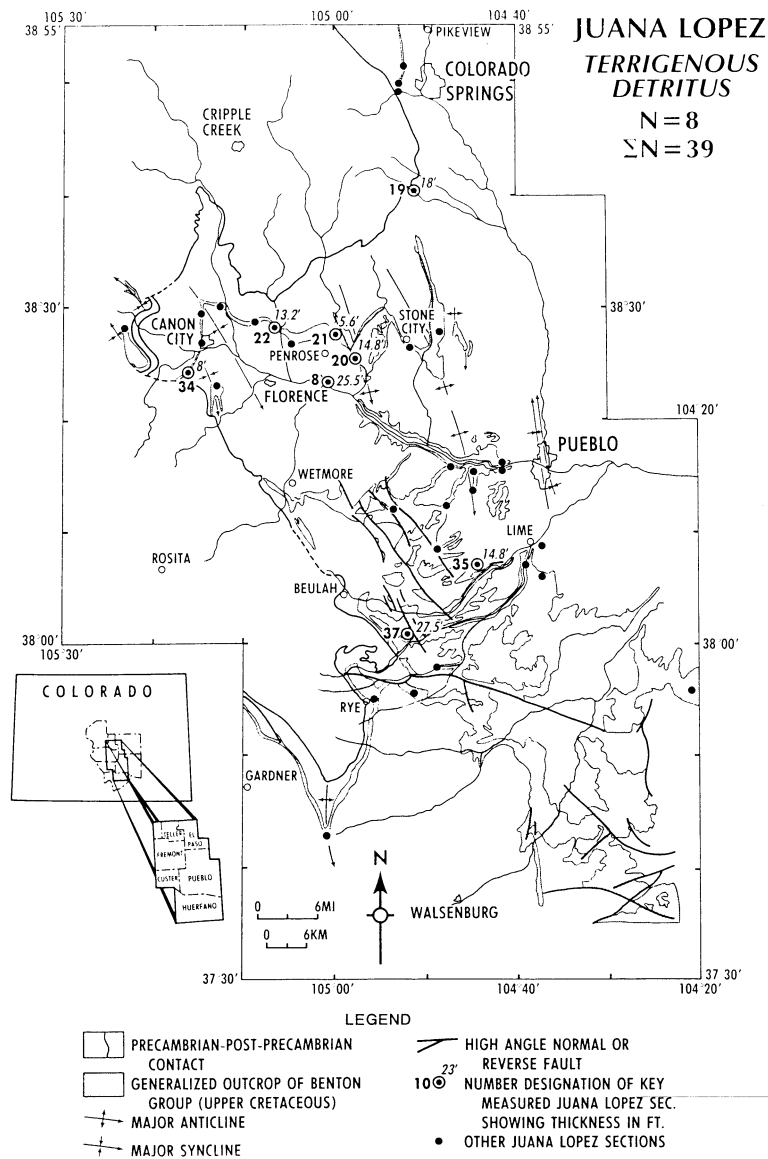 JUANA LOPEZ
TERRIGENOUS
DETRITUS
N=8
ΣN=39
105 30'
105 00'
104 40'
38 55'
38 55'
PIKEVIEW
COLORADO
SPRINGS
CRIPPLE
CREEK
19 18'
38°30'
38°30'
CANON
CITY
13.2'
22
5.6'
21
STONE
CITY
PENROSE
14.8'
20
8'
34
FLORENCE
8 25.5'
104 20'
PUEBLO
WETMORE
ROSITA
LIME
14.8'
35
BEULAH
37 27.5'
38°00'
38°00'
105°30'
COLORADO
RYE
GARDNER
TELLER
EL
PASO
FREMONT
CUSTER
PUEBLO
HUERFANO
N
WALSENBURG
0 6MI
0 6KM
37 30'
37 30'
105°00'
104°40'
104°20'
LEGEND
PRECAMBRIAN-POST-PRECAMBRIAN
CONTACT
GENERALIZED OUTCROP OF BENTON
GROUP (UPPER CRETACEOUS)
MAJOR ANTICLINE
MAJOR SYNCLINE
HIGH ANGLE NORMAL OR
REVERSE FAULT
23'
10 NUMBER DESIGNATION OF KEY
MEASURED JUANA LOPEZ SEC.
SHOWING THICKNESS IN FT.
OTHER JUANA LOPEZ SECTIONS